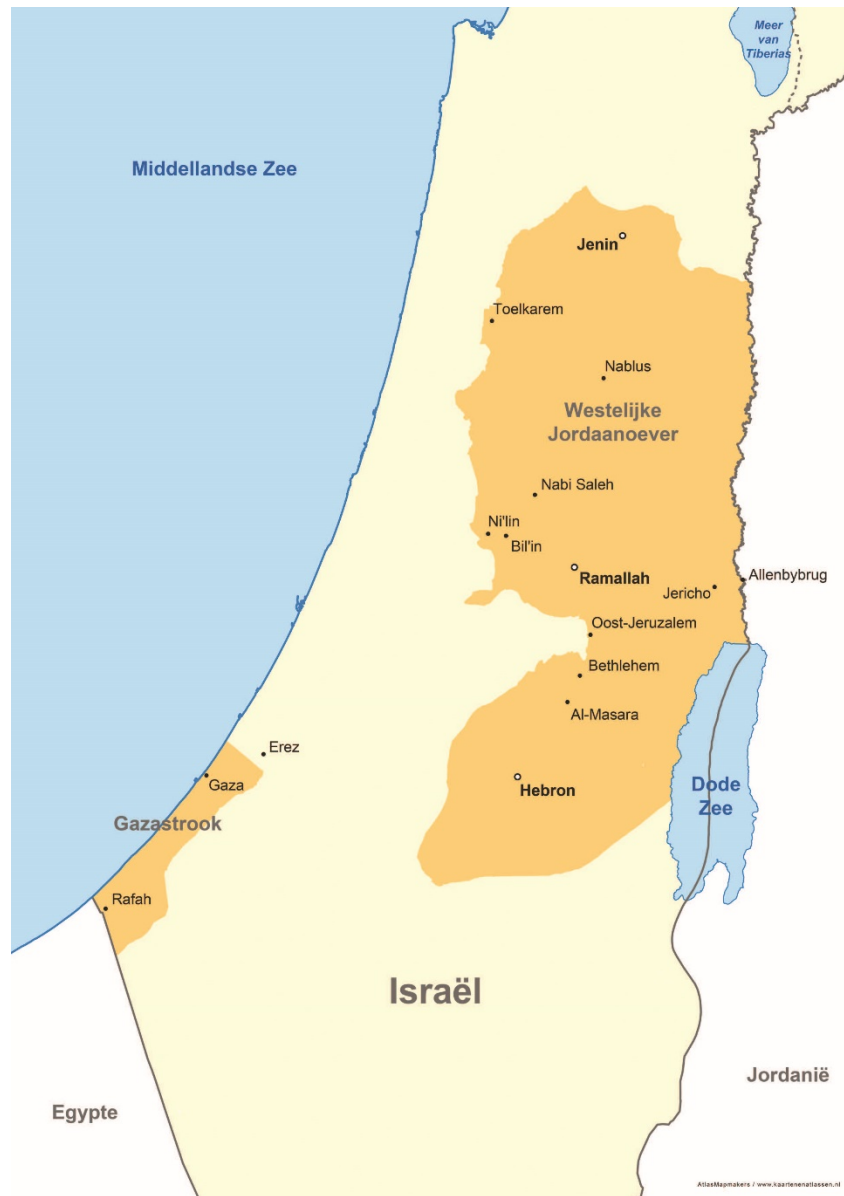 Meer
van
Tiberias
Middellandse Zee
Jenin
Toelkarem
Nablus
Westelijke
Jordaanoever
Nabi Saleh
Ni'lin
Bil'in
Ramallah
Allenbybrug
Jericho
Oost-Jeruzalem
Bethlehem
Al-Masara
Erez
Gaza
Hebron
Dode
Zee
Gazastrook
Rafah
Israël
Jordanië
Egypte
AtlasMapmakers / www.kaartenenatlassen.nl